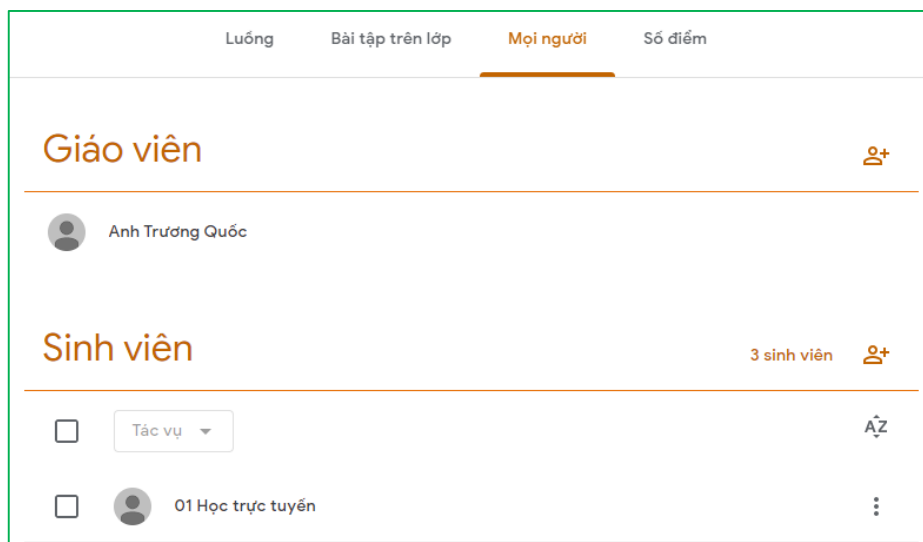 Luồng Bài tập trên lớp Mọi người Số điểm
Giáo viên
Anh Trương Quốc
Sinh viên
3 sinh viên
Tác vụ
AZ
01 Học trực tuyến